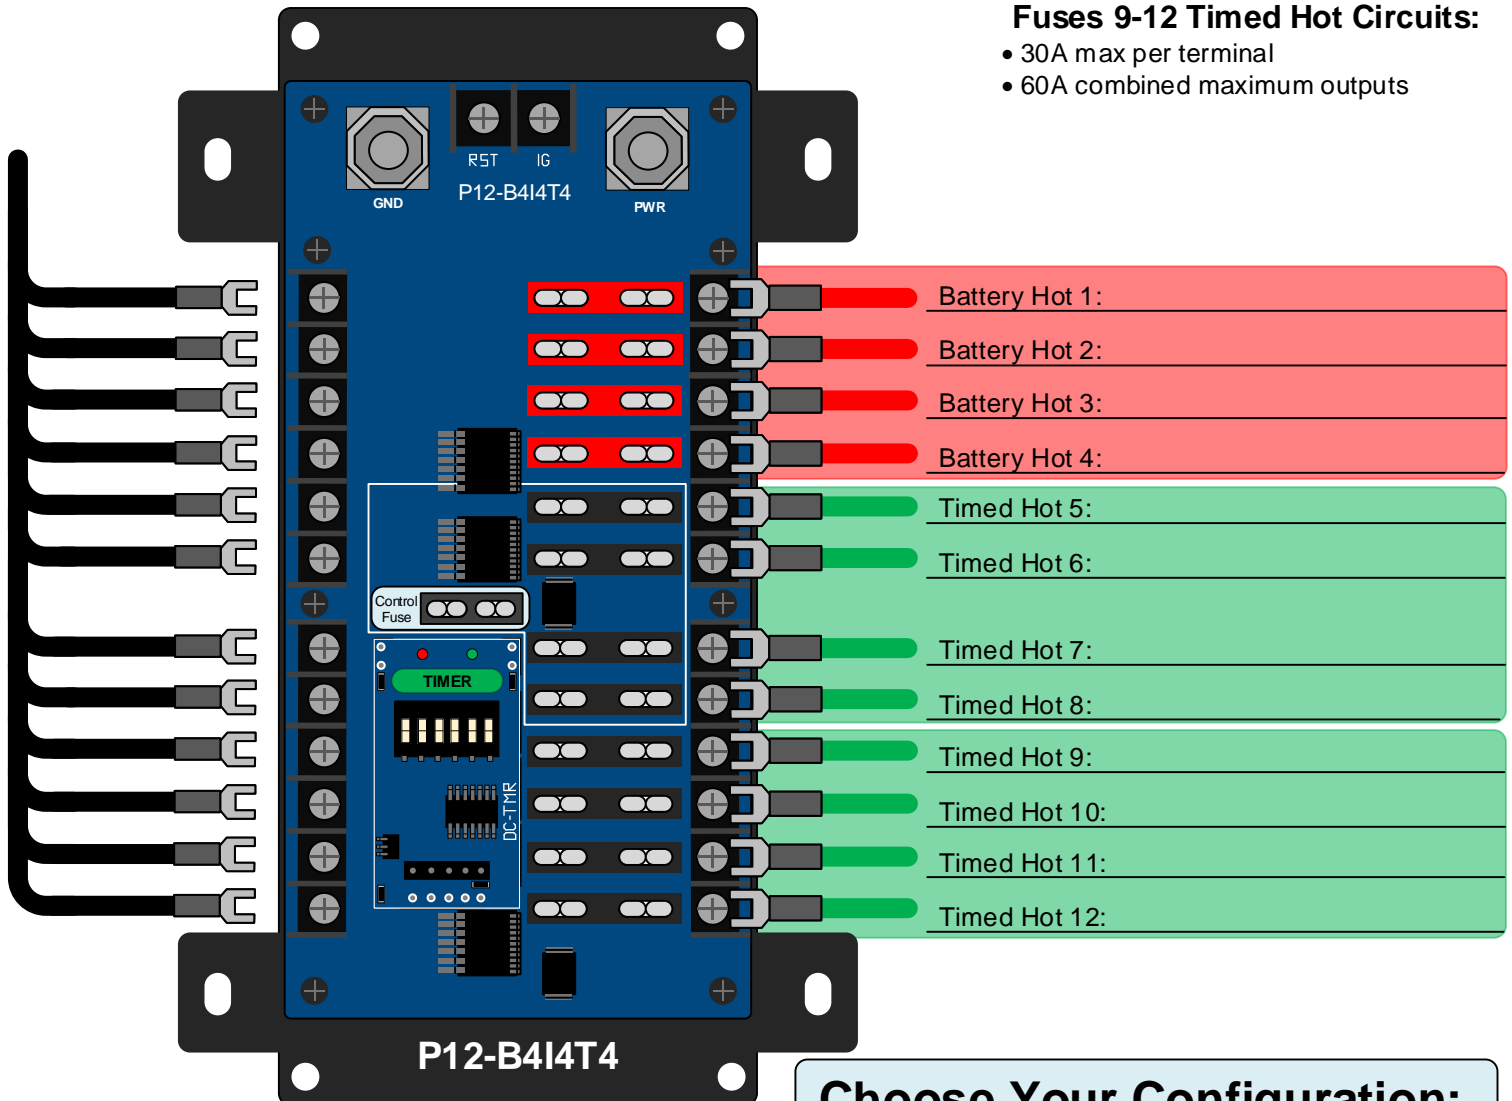 Fuses 9-12 Timed Hot Circuits:
• 30A max per terminal
• 60A combined maximum outputs
RST IG
P12-B4I4T4
GND
PWR
Battery Hot 1:
Battery Hot 2:
Battery Hot 3:
Battery Hot 4:
Timed Hot 5:
Timed Hot 6:
Control
Fuse
Timed Hot 7:
TIMER
Timed Hot 8:
Timed Hot 9:
DC-TMR
Timed Hot 10:
Timed Hot 11:
Timed Hot 12:
P12-B4I4T4
Choose Your Configuration: